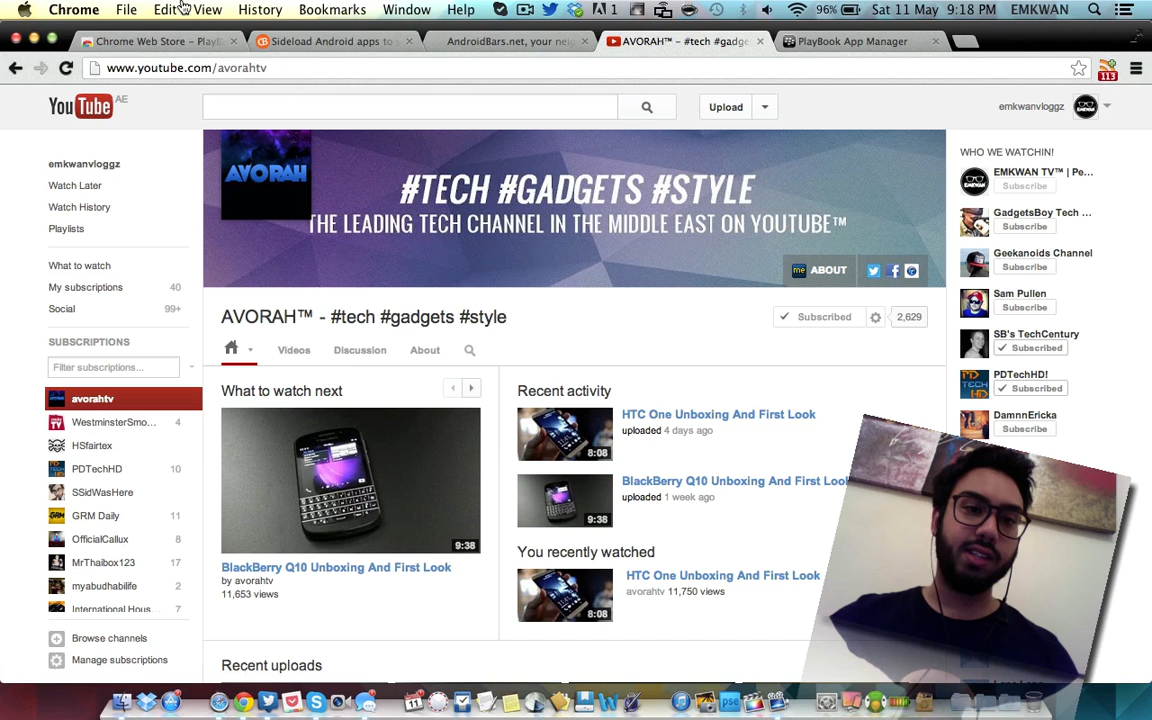 Chrome File Edit View History Bookmarks Window Help 1 96% Sat 11 May 9:18 PM EMKWAN
Chrome Web Store - PlayB Sideload Android apps to y AndroidBars.net, your nei AVORAH™ - #tech #gadge PlayBook App Manager
www.youtube.com/avorahtv 113
YouTube AE Upload emkwanvloggz
emkwanvloggz
Watch Later
Watch History
Playlists
What to watch
My subscriptions 40
Social 99+
SUBSCRIPTIONS
Filter subscriptions...
avorahtv
WestminsterSmo... 4
HSfairtex
PDTechHD 10
SSidWasHere
GRM Daily 11
OfficialCallux 8
MrThaibox123 17
myabudhabilife 2
International Hous... 7
Browse channels
Manage subscriptions
AVORAH
#TECH #GADGETS #STYLE
THE LEADING TECH CHANNEL IN THE MIDDLE EAST ON YOUTUBE™
me ABOUT
AVORAH™ - #tech #gadgets #style
Subscribed 2,629
Videos Discussion About
What to watch next
9:38
BlackBerry Q10 Unboxing And First Look
by avorahtv
11,653 views
Recent activity
HTC One Unboxing And First Look
uploaded 4 days ago
8:08
BlackBerry Q10 Unboxing And First Look
uploaded 1 week ago
9:38
You recently watched
HTC One Unboxing And First Look
avorahtv 11,750 views
8:08
Recent uploads
WHO WE WATCHIN!
EMKWAN TV™ | Pe...
Subscribe
GadgetsBoy Tech ...
Subscribe
Geekanoids Channel
Subscribe
Sam Pullen
Subscribe
SB's TechCentury
Subscribed
PDTechHD!
Subscribed
DamnnEricka
Subscribe